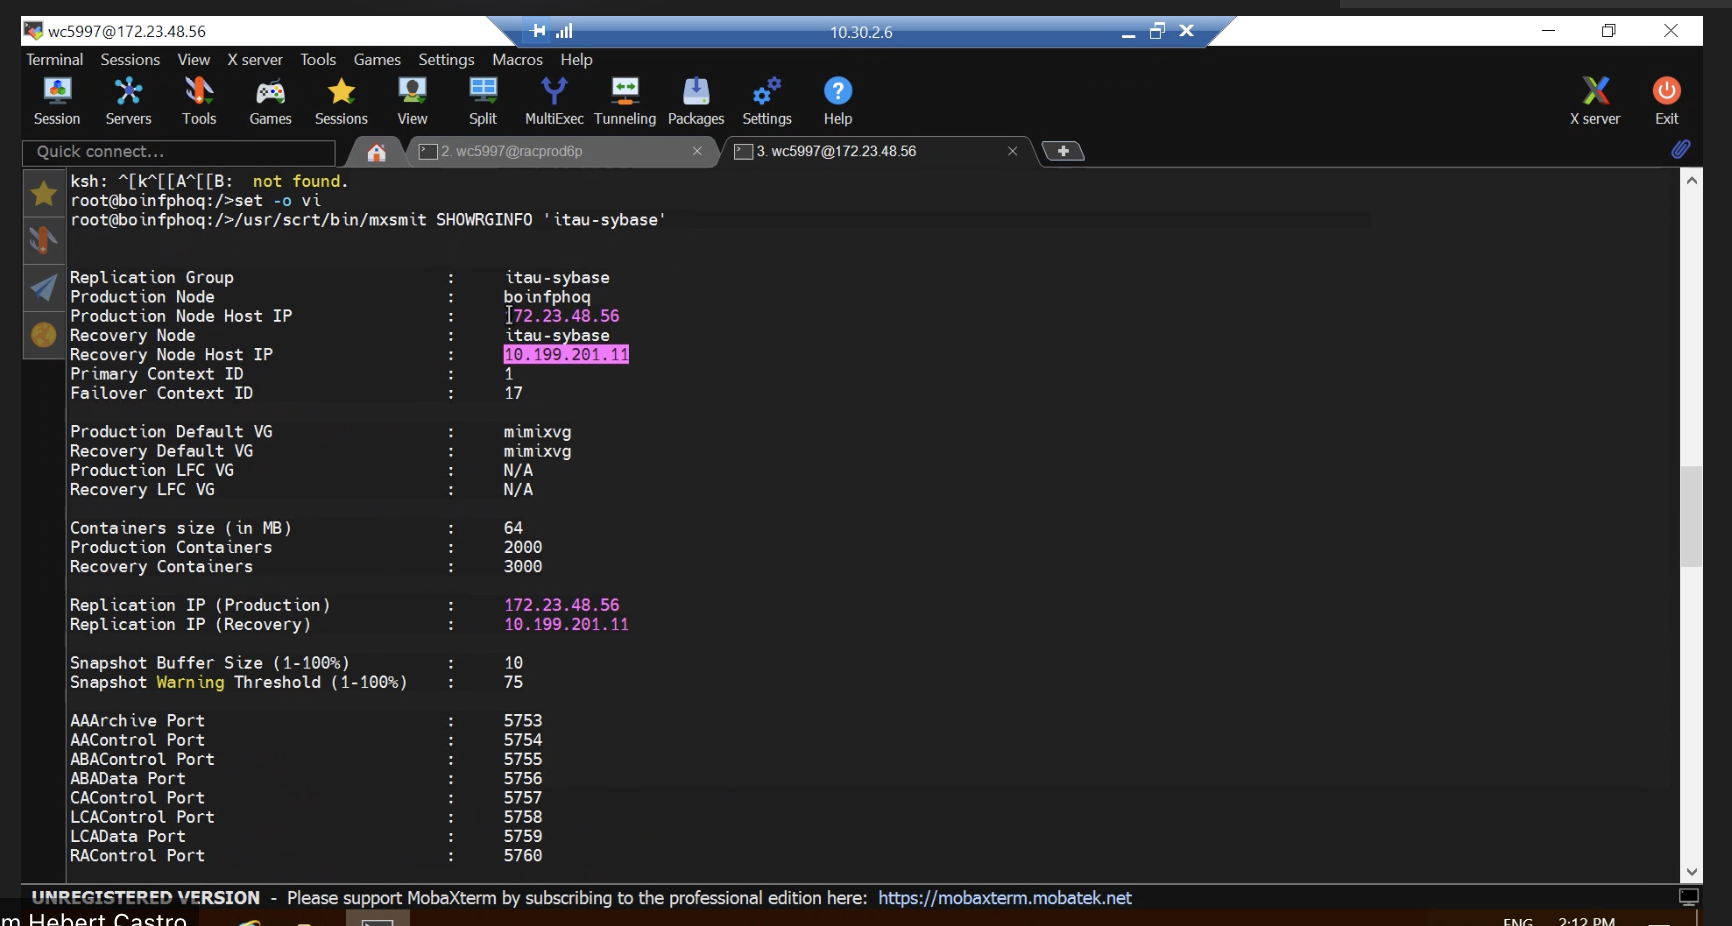 wc5997@172.23.48.56
10.30.2.6
Terminal Sessions View X server Tools Games Settings Macros Help
Session Servers Tools Games Sessions View Split MultiExec Tunneling Packages Settings Help X server Exit
Quick connect...
2. wc5997@racprod6p
3. wc5997@172.23.48.56
ksh: ^[k^[[A^[[B:  not found.
root@boinfphoq:/>set -o vi
root@boinfphoq:/>/usr/scrt/bin/mxsmit SHOWRGINFO 'itau-sybase'
Replication Group : itau-sybase
Production Node : boinfphoq
Production Node Host IP : 172.23.48.56
Recovery Node : itau-sybase
Recovery Node Host IP : 10.199.201.11
Primary Context ID : 1
Failover Context ID : 17
Production Default VG : mimixvg
Recovery Default VG : mimixvg
Production LFC VG : N/A
Recovery LFC VG : N/A
Containers size (in MB) : 64
Production Containers : 2000
Recovery Containers : 3000
Replication IP (Production) : 172.23.48.56
Replication IP (Recovery) : 10.199.201.11
Snapshot Buffer Size (1-100%) : 10
Snapshot Warning Threshold (1-100%) : 75
AAArchive Port : 5753
AAControl Port : 5754
ABAControl Port : 5755
ABAData Port : 5756
CAControl Port : 5757
LCAControl Port : 5758
LCAData Port : 5759
RAControl Port : 5760
UNREGISTERED VERSION - Please support MobaXterm by subscribing to the professional edition here: https://mobaxterm.mobatek.net
m Hebert Castro
ENG 2:12 PM